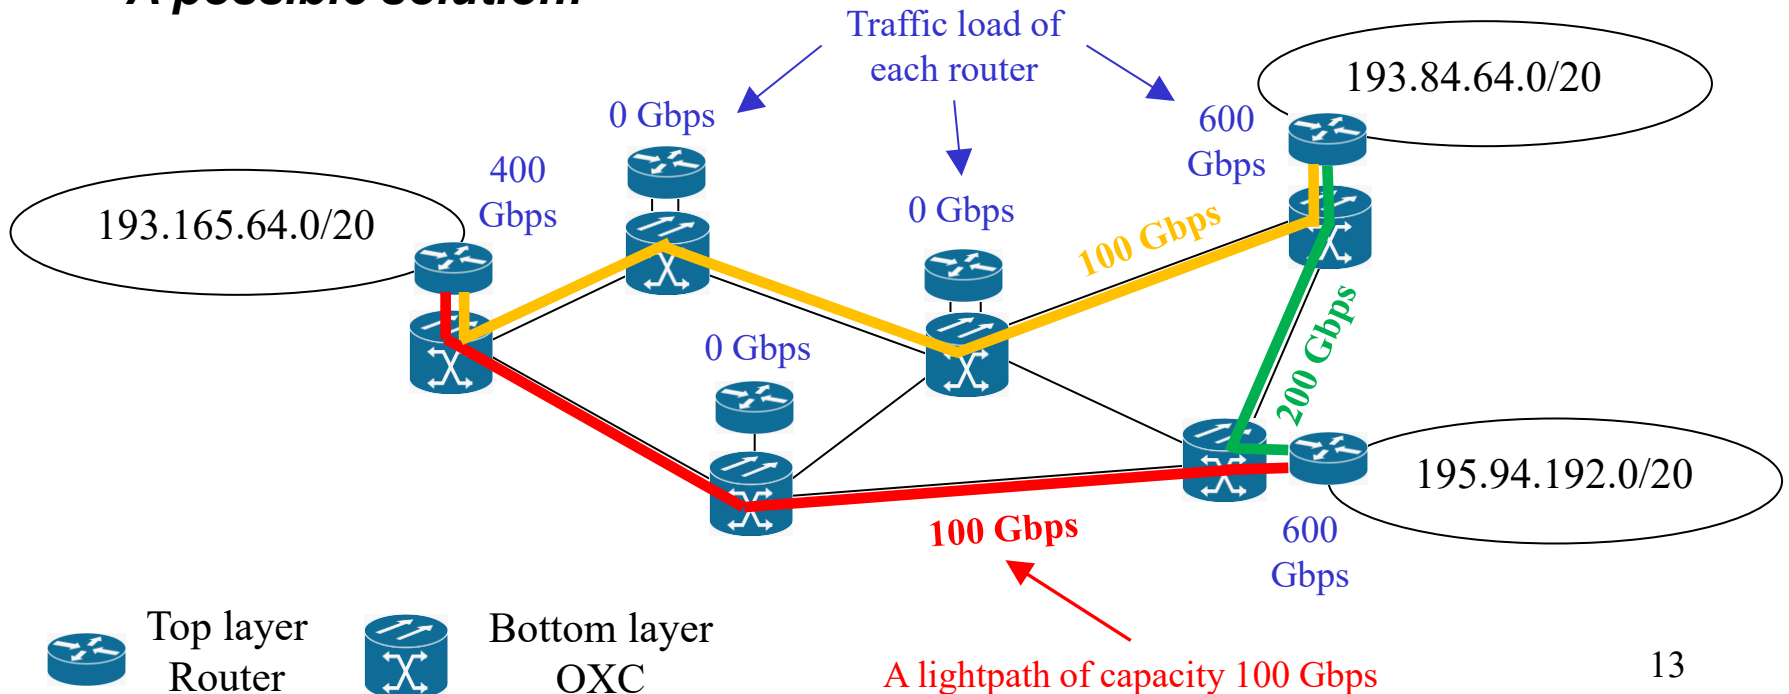 A possible solution:
Traffic load of
each router
193.84.64.0/20
0 Gbps
600
Gbps
400
Gbps
193.165.64.0/20
0 Gbps
100 Gbps
0 Gbps
200 Gbps
195.94.192.0/20
100 Gbps
600
Gbps
Top layer
Router
Bottom layer
OXC
A lightpath of capacity 100 Gbps
13